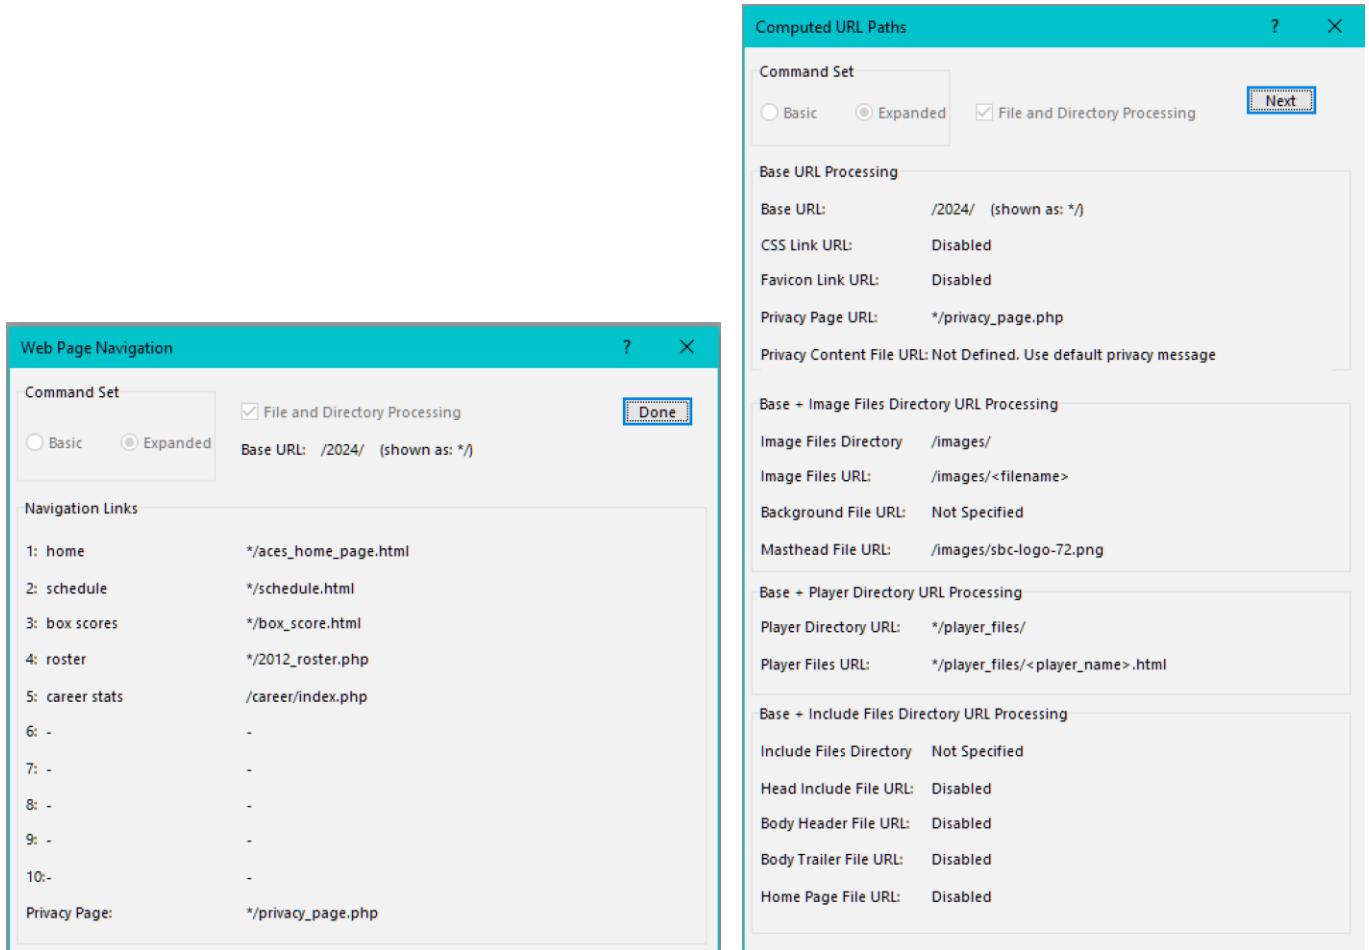 Web Page Navigation ?
Command Set
File and Directory Processing Done
Basic Expanded
Base URL: /2024/ (shown as: */)
Navigation Links
1: home */aces_home_page.html
2: schedule */schedule.html
3: box scores */box_score.html
4: roster */2012_roster.php
5: career stats /career/index.php
6: - -
7: - -
8: - -
9: - -
10:- -
Privacy Page: */privacy_page.php
Computed URL Paths ?
Command Set
Next
Basic Expanded File and Directory Processing
Base URL Processing
Base URL: /2024/ (shown as: */)
CSS Link URL: Disabled
Favicon Link URL: Disabled
Privacy Page URL: */privacy_page.php
Privacy Content File URL: Not Defined. Use default privacy message
Base + Image Files Directory URL Processing
Image Files Directory /images/
Image Files URL: /images/<filename>
Background File URL: Not Specified
Masthead File URL: /images/sbc-logo-72.png
Base + Player Directory URL Processing
Player Directory URL: */player_files/
Player Files URL: */player_files/<player_name>.html
Base + Include Files Directory URL Processing
Include Files Directory Not Specified
Head Include File URL: Disabled
Body Header File URL: Disabled
Body Trailer File URL: Disabled
Home Page File URL: Disabled